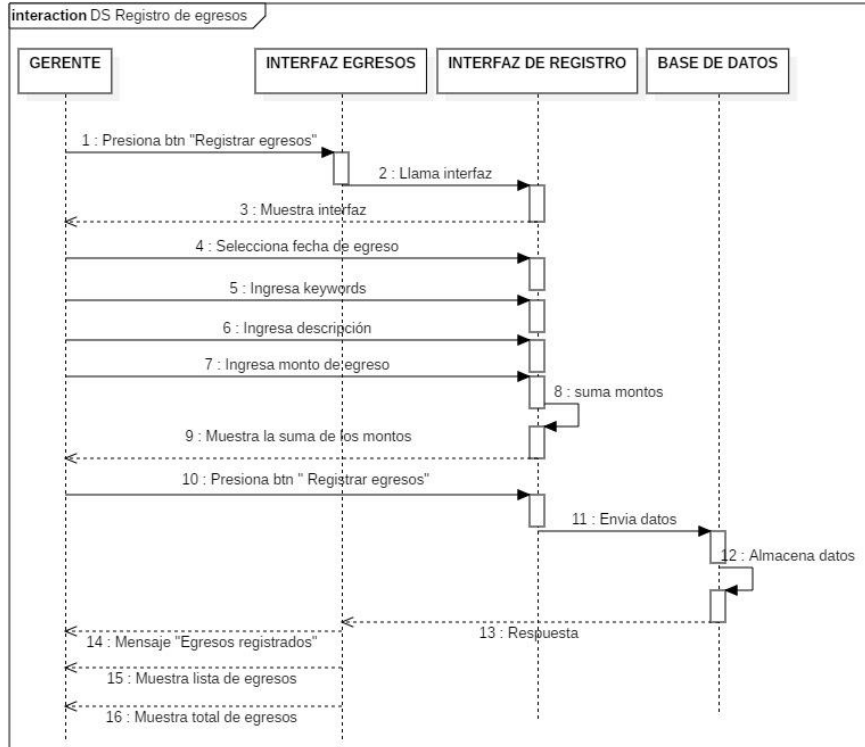 interaction DS Registro de egresos
GERENTE
INTERFAZ EGRESOS
INTERFAZ DE REGISTRO
BASE DE DATOS
1 : Presiona btn "Registrar egresos"
2 : Llama interfaz
3 : Muestra interfaz
4 : Selecciona fecha de egreso
5 : Ingresa keywords
6 : Ingresa descripción
7 : Ingresa monto de egreso
8 : suma montos
9 : Muestra la suma de los montos
10 : Presiona btn " Registrar egresos"
11 : Envia datos
12 : Almacena datos
13 : Respuesta
14 : Mensaje "Egresos registrados"
15 : Muestra lista de egresos
16 : Muestra total de egresos